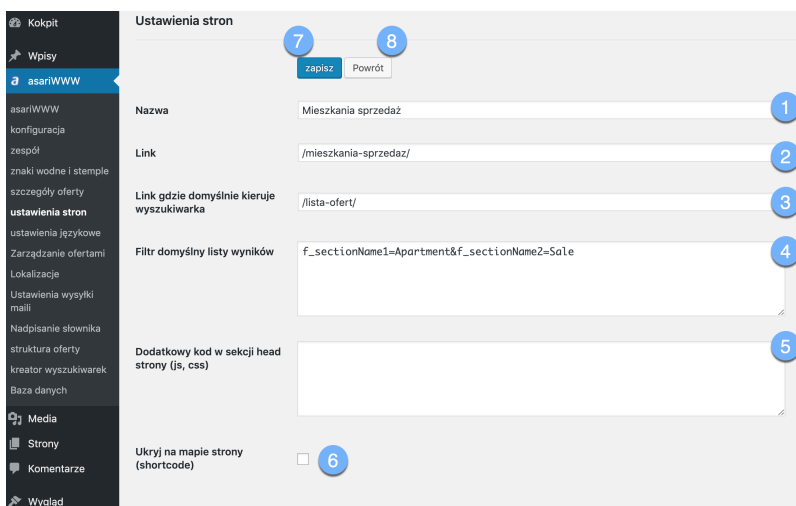 Kokpit
Wpisy
asariWWW
asariWWW
konfiguracja
zespół
znaki wodne i stemple
szczegóły oferty
ustawienia stron
ustawienia językowe
Zarządzanie ofertami
Lokalizacje
Ustawienia wysyłki
maili
Nadpisanie słownika
struktura oferty
kreator wyszukiwarek
Baza danych
Media
Strony
Komentarze
Wygląd
Ustawienia stron
7 8
zapisz Powrót
Nazwa Mieszkania sprzedaż 1
Link /mieszkania-sprzedaz/ 2
Link gdzie domyślnie kieruje
wyszukiwarka /lista-ofert/ 3
Filtr domyślny listy wyników f_sectionName1=Apartment&f_sectionName2=Sale 4
Dodatkowy kod w sekcji head 5
strony (js, css)
Ukryj na mapie strony
(shortcode) 6